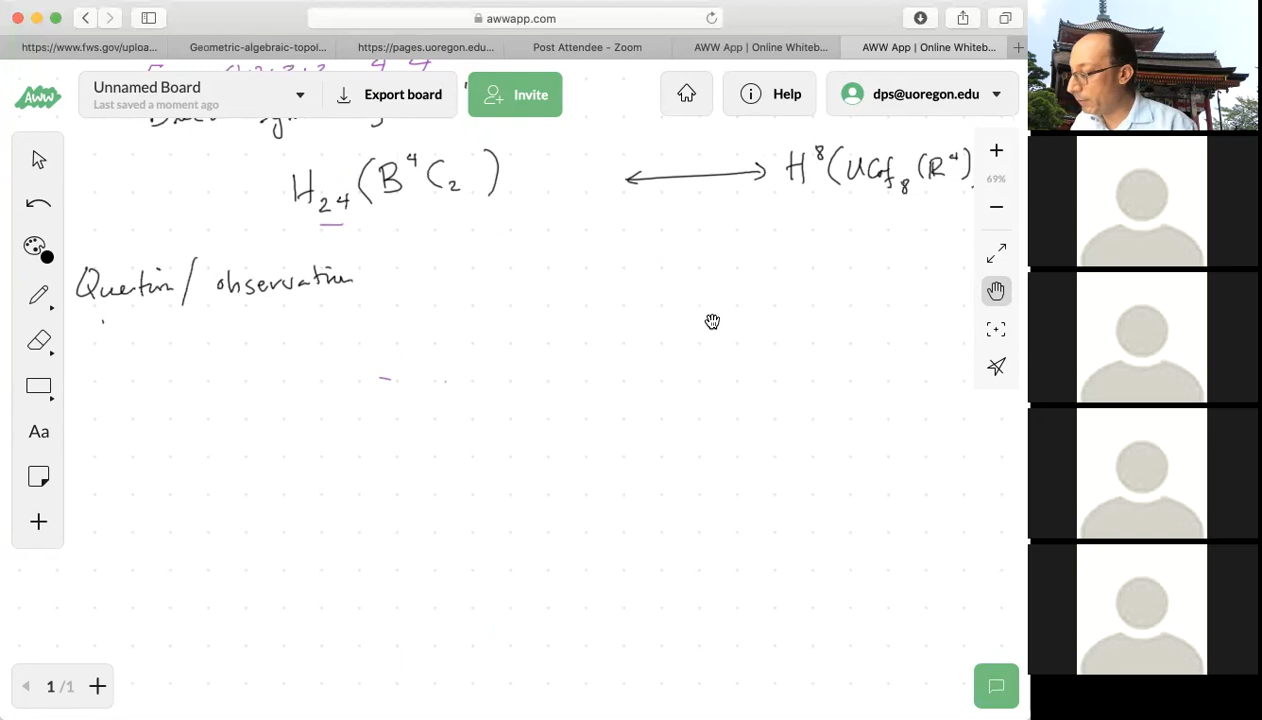 awwapp.com
https://www.fws.gov/uploa...
Geometric-algebraic-topol...
https://pages.uoregon.edu...
Post Attendee - Zoom
AWW App | Online Whiteb...
AWW App | Online Whiteb...
AWW
Unnamed Board
Last saved a moment ago
Export board
Invite
Help
dps@uoregon.edu
H₂₄(B⁴C₂) ⟷ H⁸(UConf₈(R⁴)
69%
Question/observation
Aa
1 /1